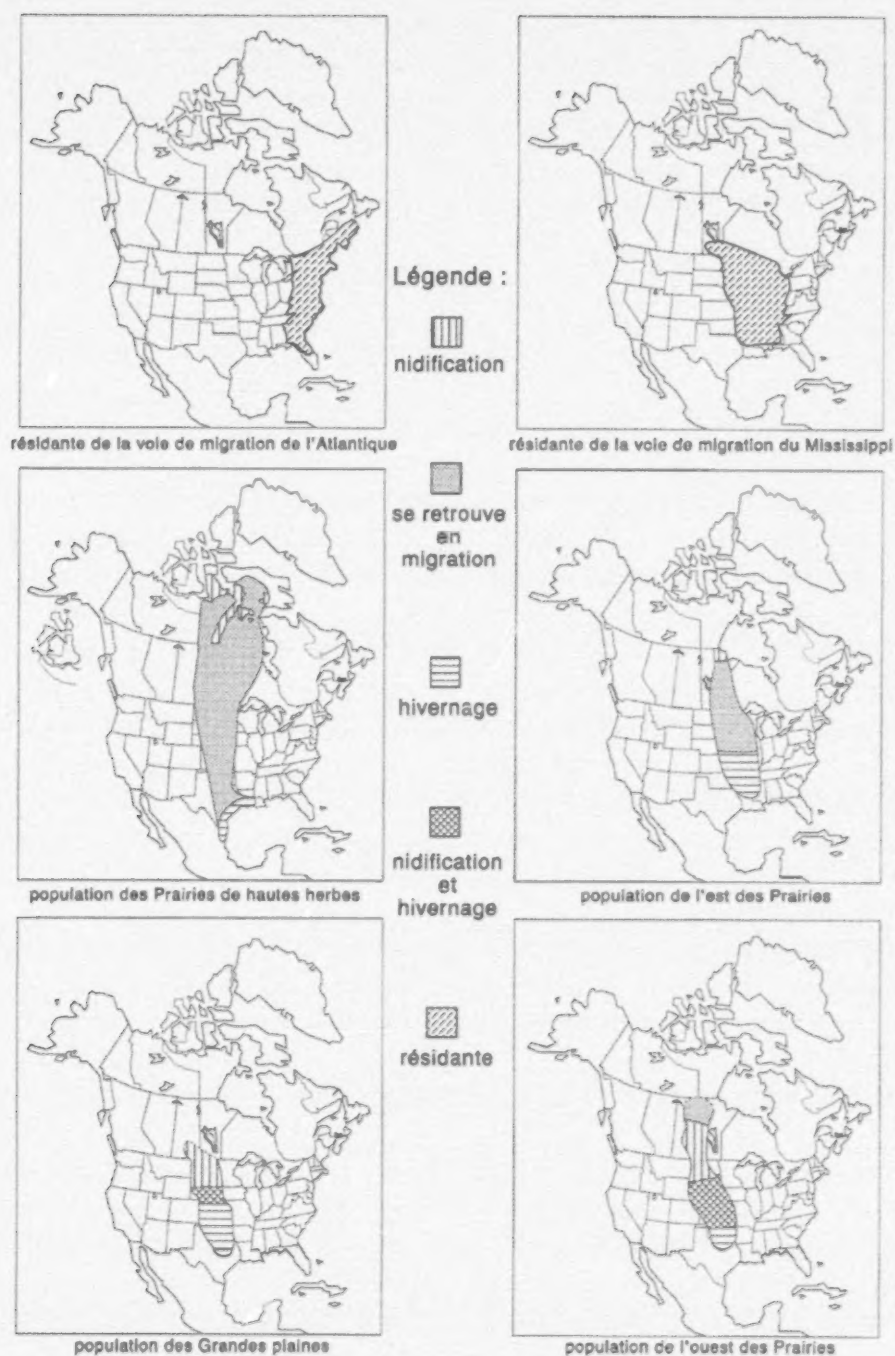 résidante de la voie de migration de l'Atlantique
résidante de la voie de migration du Mississippi
Légende :
nidification
se retrouve
en
migration
hivernage
nidification
et
hivernage
résidante
population des Prairies de hautes herbes
population de l'est des Prairies
population des Grandes plaines
population de l'ouest des Prairies